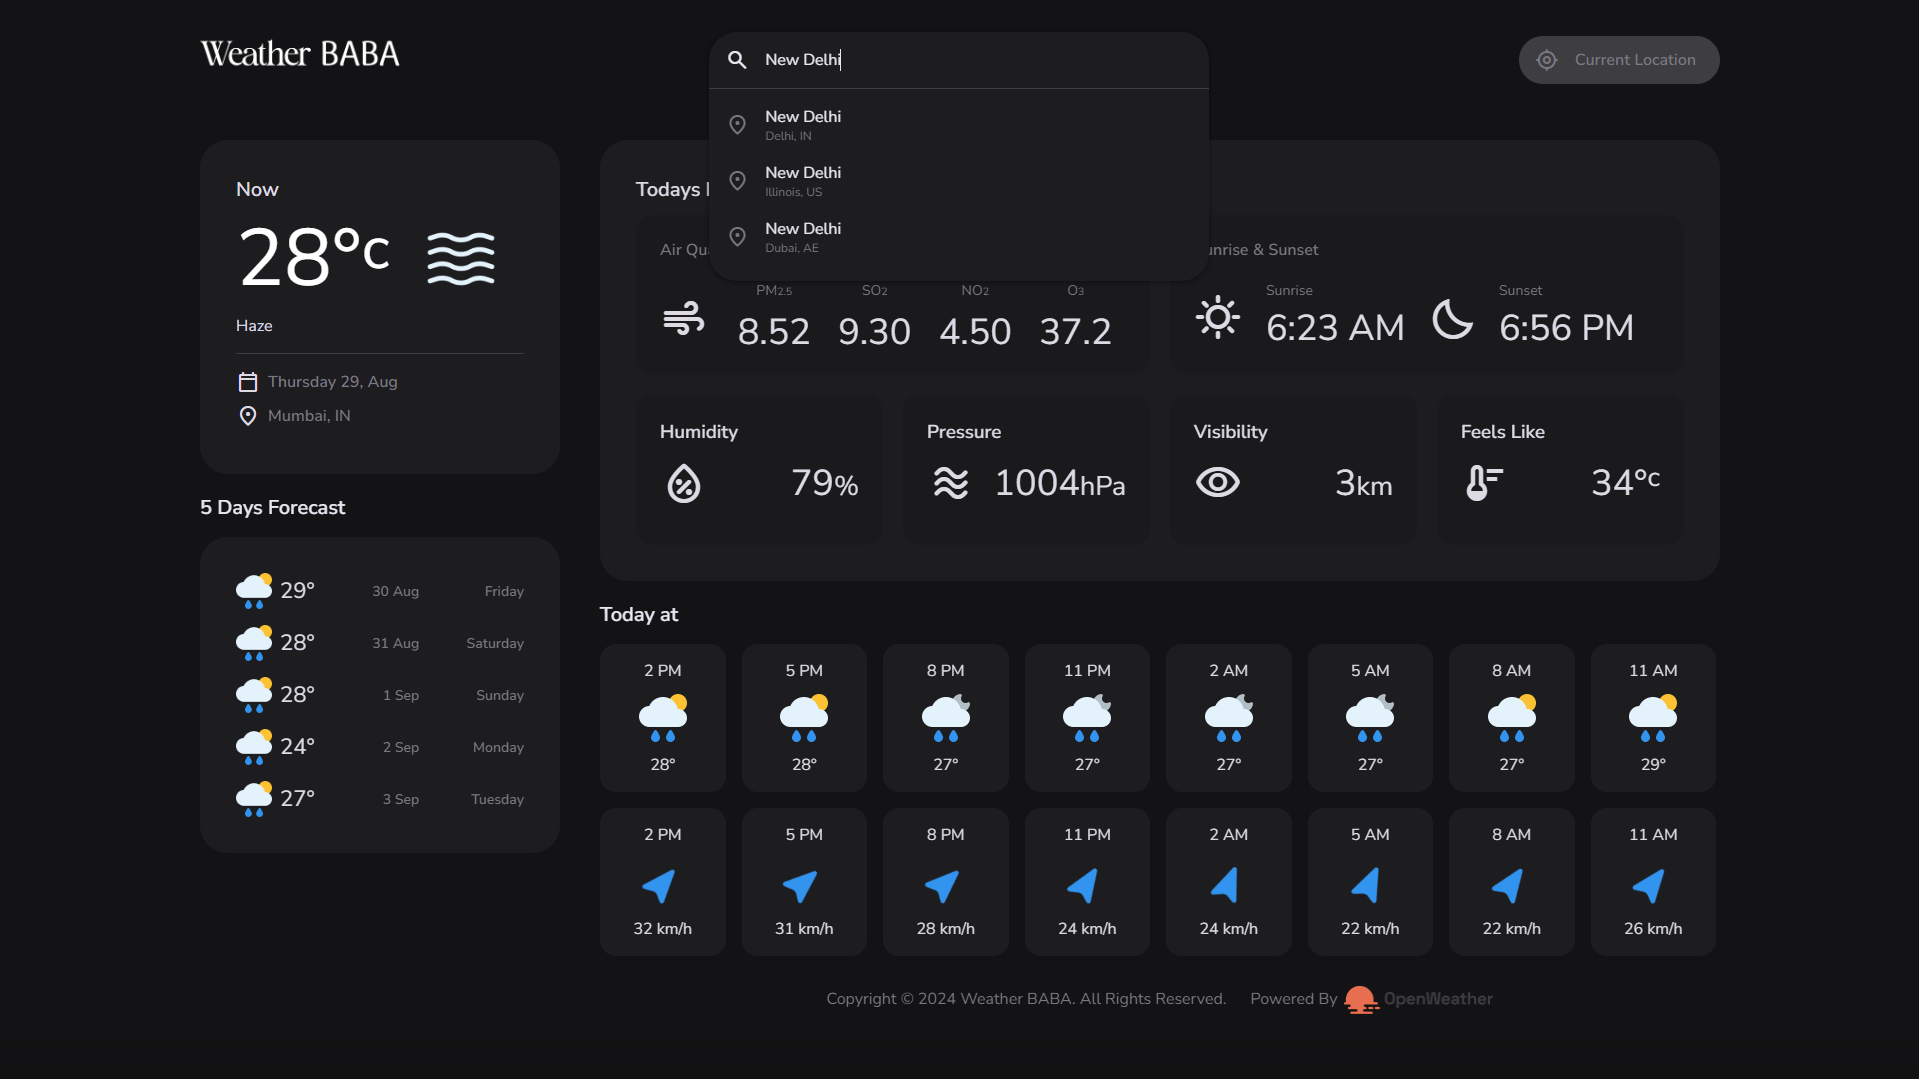 Weather BABA
New Delhi
Current Location
New Delhi
Delhi, IN
New Delhi
Illinois, US
New Delhi
Dubai, AE
Now
28°c
Haze
Thursday 29, Aug
Mumbai, IN
5 Days Forecast
29° 30 Aug Friday
28° 31 Aug Saturday
28° 1 Sep Sunday
24° 2 Sep Monday
27° 3 Sep Tuesday
Todays
Air
& Sunset
PM2.5 SO2 NO2 O3
8.52 9.30 4.50 37.2
Sunrise Sunset
6:23 AM 6:56 PM
Humidity
79%
Pressure
1004hPa
Visibility
3km
Feels Like
34°c
Today at
2 PM 5 PM 8 PM 11 PM 2 AM 5 AM 8 AM 11 AM
28° 28° 27° 27° 27° 27° 27° 29°
2 PM 5 PM 8 PM 11 PM 2 AM 5 AM 8 AM 11 AM
32 km/h 31 km/h 28 km/h 24 km/h 24 km/h 22 km/h 22 km/h 26 km/h
Copyright © 2024 Weather BABA. All Rights Reserved. Powered By OpenWeather